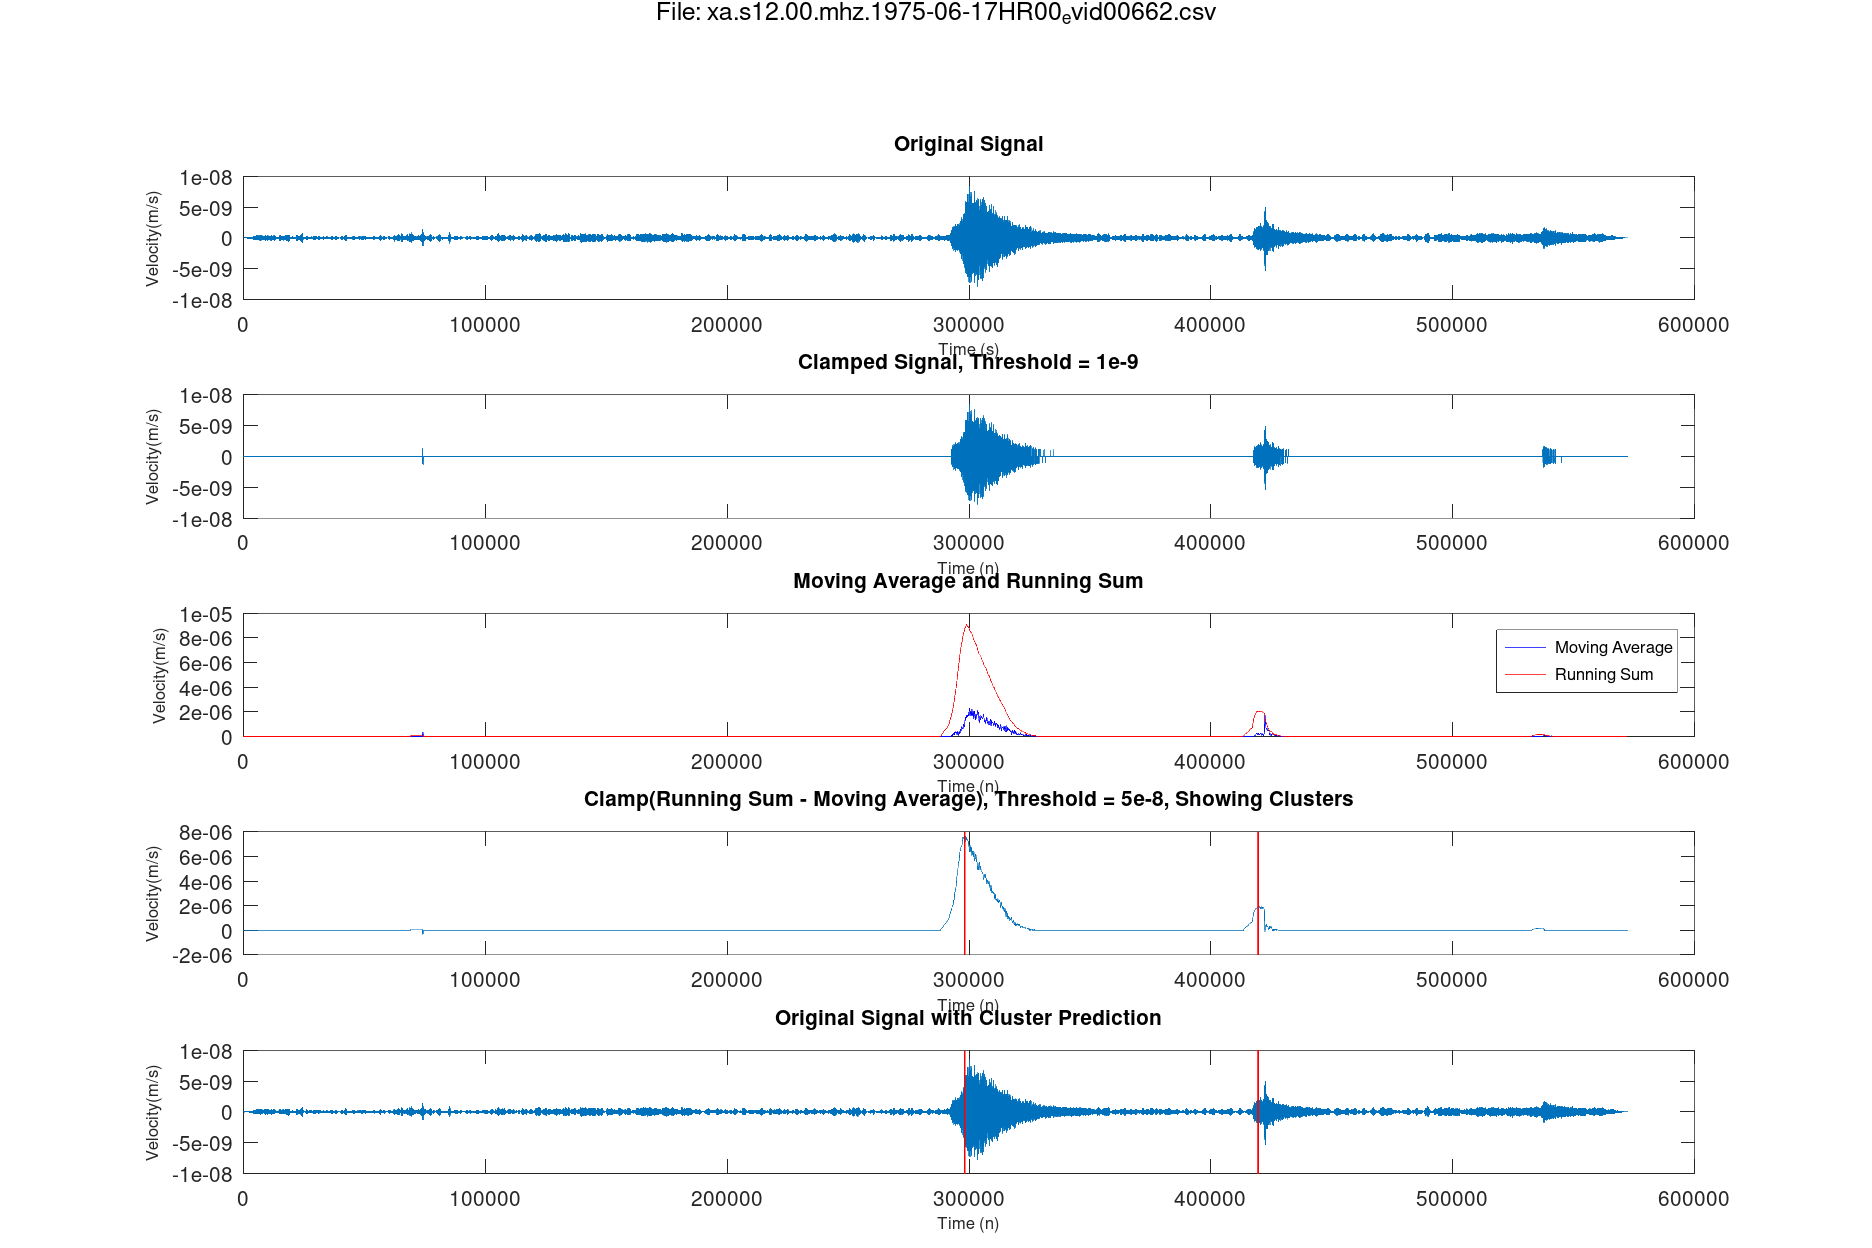 File: xa.s12.00.mhz.1975-06-17HR00evid00662.csv
Original Signal
Velocity(m/s)
1e-08
5e-09
0
-5e-09
-1e-08
0 100000 200000 300000 400000 500000 600000
Time (s)
Clamped Signal, Threshold = 1e-9
Velocity(m/s)
1e-08
5e-09
0
-5e-09
-1e-08
0 100000 200000 300000 400000 500000 600000
Time (n)
Moving Average and Running Sum
Velocity(m/s)
1e-05
8e-06
6e-06
4e-06
2e-06
0
Moving Average
Running Sum
0 100000 200000 300000 400000 500000 600000
Time (n)
Clamp(Running Sum - Moving Average), Threshold = 5e-8, Showing Clusters
Velocity(m/s)
8e-06
6e-06
4e-06
2e-06
0
-2e-06
0 100000 200000 300000 400000 500000 600000
Time (n)
Original Signal with Cluster Prediction
Velocity(m/s)
1e-08
5e-09
0
-5e-09
-1e-08
0 100000 200000 300000 400000 500000 600000
Time (n)